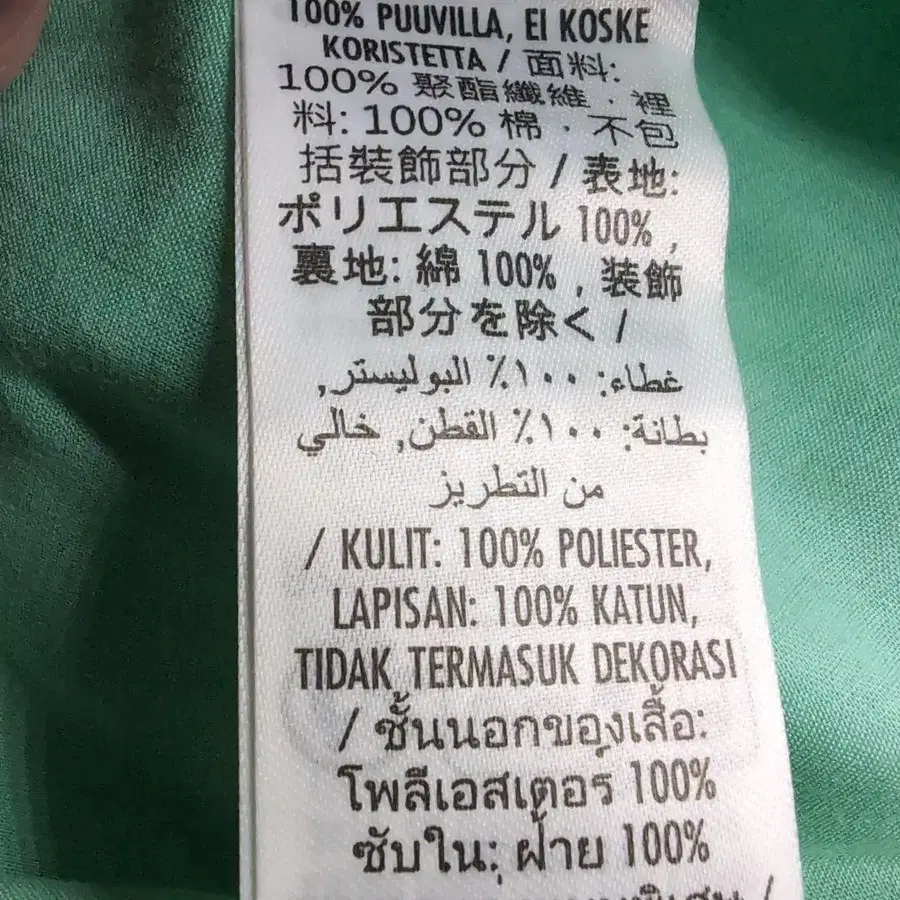 100% PUUVILLA, EI KOSKE
KORISTETTA / 面料:
100% 聚酯纖維 · 裡
料: 100% 棉 · 不包
括裝飾部分 / 表地:
ポリエステル 100% ,
裏地: 綿 100% , 装飾
部分を除く /
غطاء: ١٠٠٪ البوليستر,
بطانة: ١٠٠٪ القطن, خالي
من التطريز
/ KULIT: 100% POLIESTER,
LAPISAN: 100% KATUN,
TIDAK TERMASUK DEKORASI
/ ชั้นนอกของเสื้อ:
โพลีเอสเตอร์ 100%
ซับใน: ฝ้าย 100%